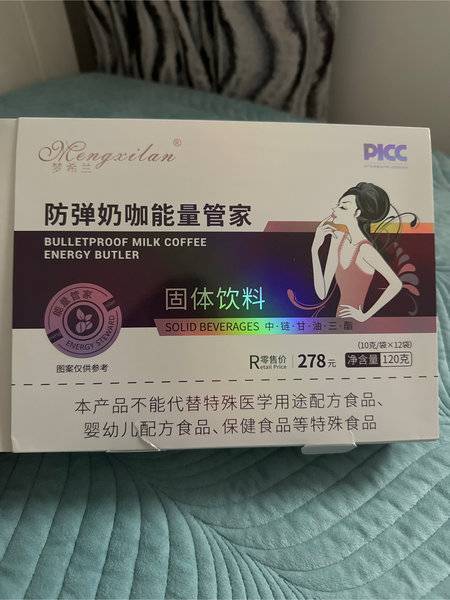 Mengxilan®
梦希兰
PICC
防弹奶咖能量管家
BULLETPROOF MILK COFFEE
ENERGY BUTLER
能量管家
ENERGY STEWARD
固体饮料
SOLID BEVERAGES 中·链·甘·油·三·酯
(10克/袋×12袋)
图案仅供参考
R零售价 etail Price 278元 净含量 120克
本产品不能代替特殊医学用途配方食品、
婴幼儿配方食品、保健食品等特殊食品